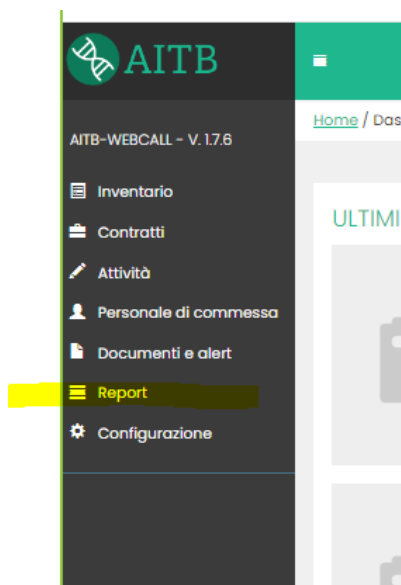 AITB
Home / Das
AITB-WEBCALL - V. 1.7.6
Inventario
ULTIMI
Contratti
Attività
Personale di commessa
Documenti e alert
Report
Configurazione